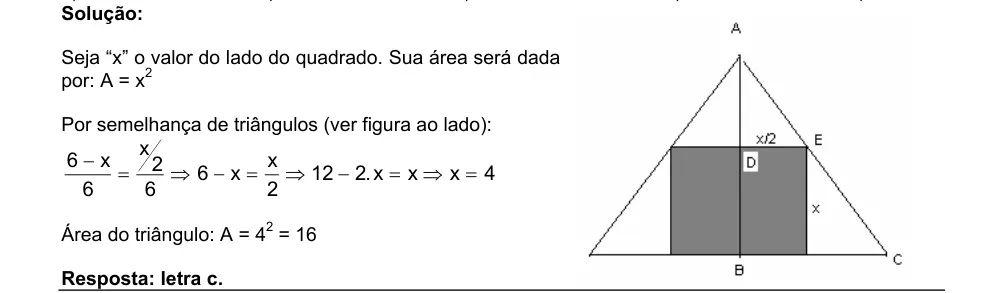 Solução:
Seja “x” o valor do lado do quadrado. Sua área será dada
por: A = x²
Por semelhança de triângulos (ver figura ao lado):
(6 − x)/6 = (x/2)/6 ⇒ 6 − x = x/2 ⇒ 12 − 2.x = x ⇒ x = 4
Área do triângulo: A = 4² = 16
Resposta: letra c.
A
x/2
E
D
x
B
C